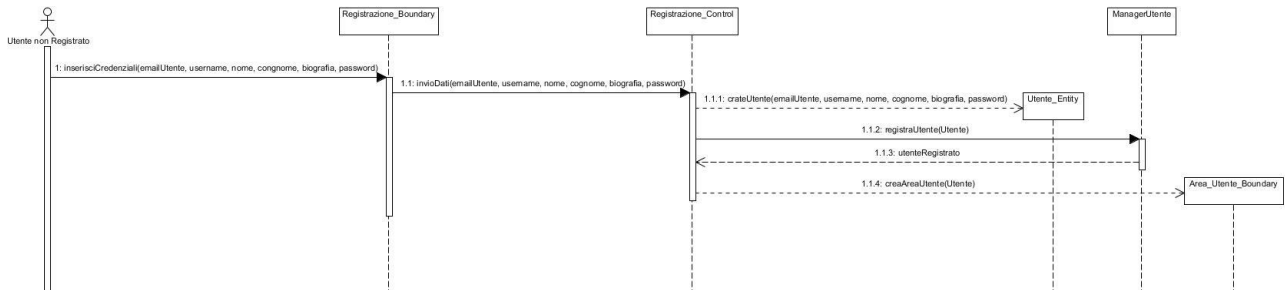 Registrazione_Boundary
Registrazione_Control
ManagerUtente
Utente non Registrato
1: inserisciCredenziali(emailUtente, username, nome, congnome, biografia, password)
1.1: invioDati(emailUtente, username, nome, cognome, biografia, password)
1.1.1: crateUtente(emailUtente, username, nome, cognome, biografia, password)
Utente_Entity
1.1.2: registraUtente(Utente)
1.1.3: utenteRegistrato
1.1.4: creaAreaUtente(Utente)
Area_Utente_Boundary